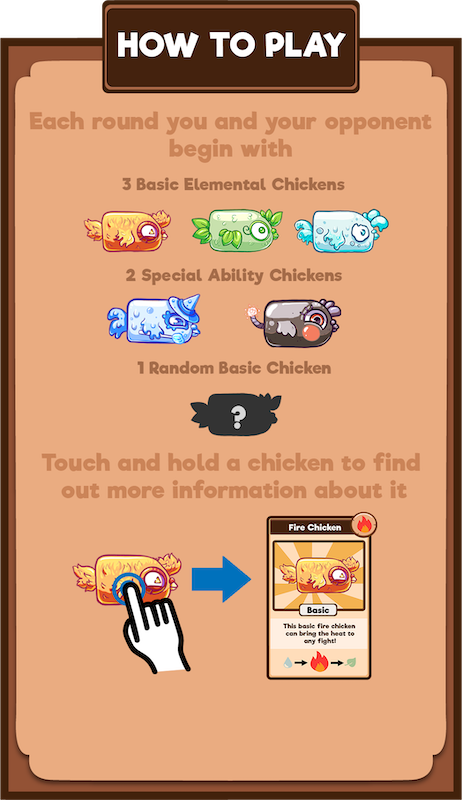 HOW TO PLAY
Each round you and your opponent
begin with
3 Basic Elemental Chickens
2 Special Ability Chickens
1 Random Basic Chicken
?
Touch and hold a chicken to find
out more information about it
Fire Chicken
Basic
This basic fire chicken
can bring the heat to
any fight!